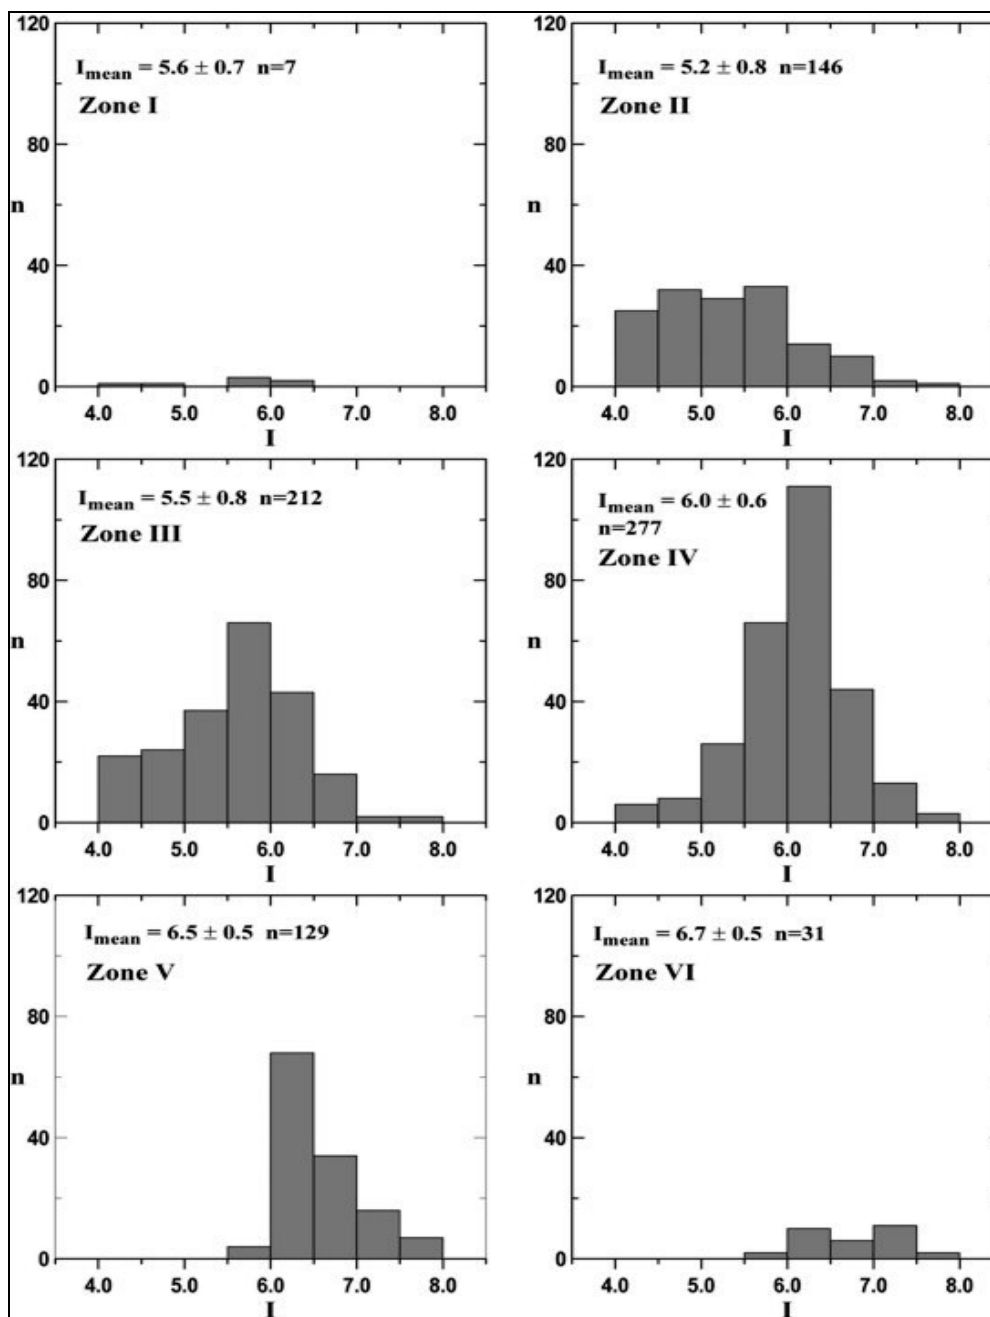 120
I_mean = 5.6 ± 0.7 n=7
Zone I
80
n
40
0
4.0 5.0 6.0 7.0 8.0
I
120
I_mean = 5.2 ± 0.8 n=146
Zone II
80
n
40
0
4.0 5.0 6.0 7.0 8.0
I
120
I_mean = 5.5 ± 0.8 n=212
Zone III
80
n
40
0
4.0 5.0 6.0 7.0 8.0
I
120
I_mean = 6.0 ± 0.6
n=277
Zone IV
80
n
40
0
4.0 5.0 6.0 7.0 8.0
I
120
I_mean = 6.5 ± 0.5 n=129
Zone V
80
n
40
0
4.0 5.0 6.0 7.0 8.0
I
120
I_mean = 6.7 ± 0.5 n=31
Zone VI
80
n
40
0
4.0 5.0 6.0 7.0 8.0
I